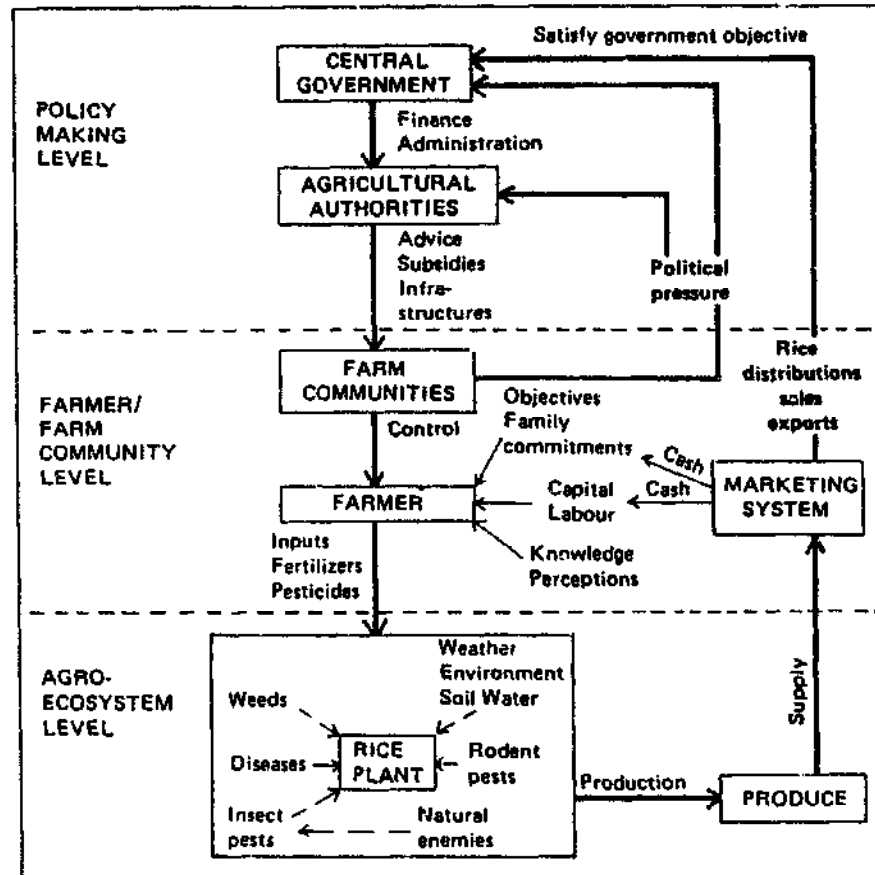 Satisfy government objective
CENTRAL
GOVERNMENT
POLICY
MAKING
LEVEL
Finance
Administration
AGRICULTURAL
AUTHORITIES
Advice
Subsidies
Infra-
structures
Political
pressure
FARM
COMMUNITIES
Rice
distributions
sales
exports
FARMER/
FARM
COMMUNITY
LEVEL
Control
Objectives
Family
commitments
Cash
Cash
MARKETING
SYSTEM
FARMER
Capital
Labour
Knowledge
Perceptions
Inputs
Fertilizers
Pesticides
AGRO-
ECOSYSTEM
LEVEL
Weather
Environment
Soil Water
Weeds
RICE
PLANT
Diseases
Rodent
pests
Insect
pests
Natural
enemies
Production
PRODUCE
Supply